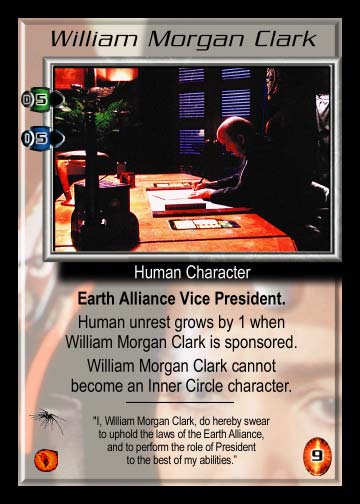 William Morgan Clark
D 5
I 5
Human Character
Earth Alliance Vice President.
Human unrest grows by 1 when
William Morgan Clark is sponsored.
William Morgan Clark cannot
become an Inner Circle character.
"I, William Morgan Clark, do hereby swear
to uphold the laws of the Earth Alliance,
and to perform the role of President
to the best of my abilities."
9